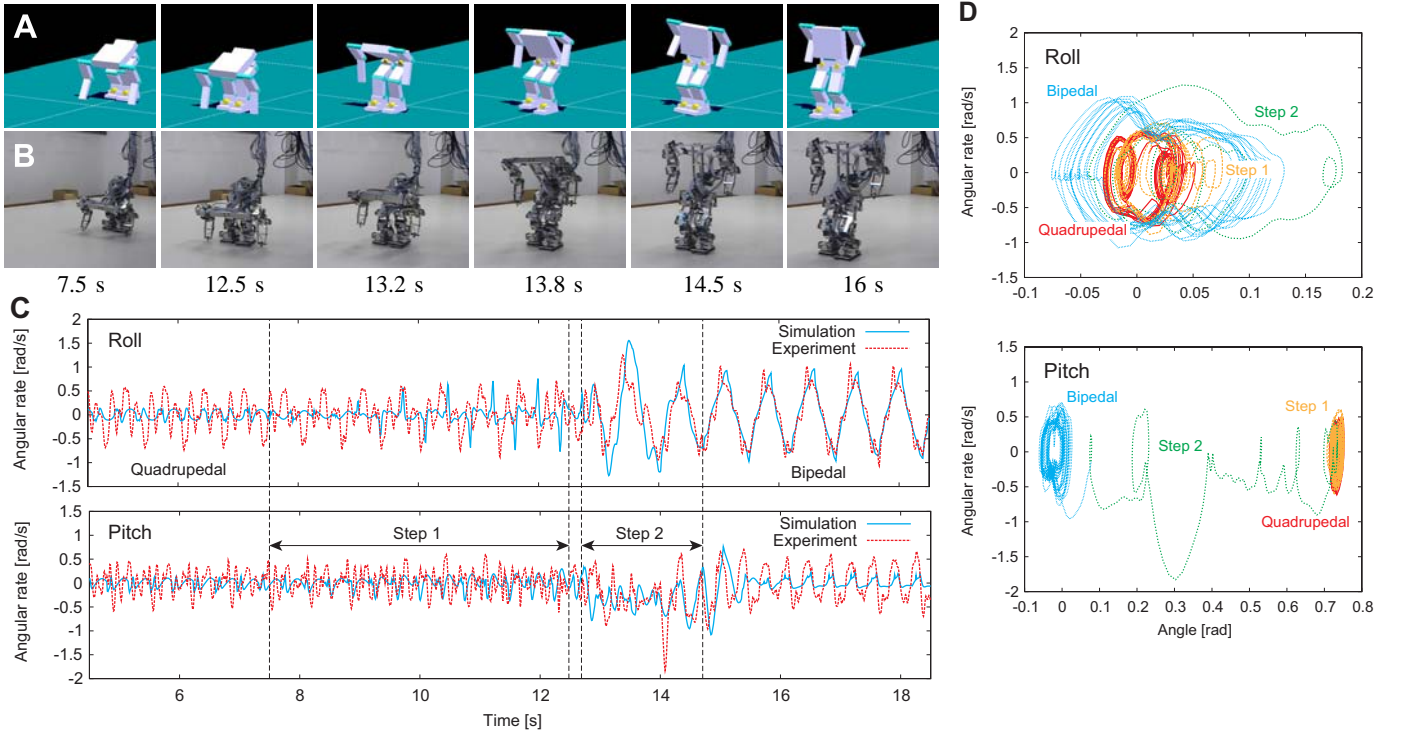 A
B
7.5 s 12.5 s 13.2 s 13.8 s 14.5 s 16 s
C
Angular rate [rad/s]
2
1.5
1
0.5
0
-0.5
-1
-1.5
Roll
Simulation
Experiment
Quadrupedal
Bipedal
Angular rate [rad/s]
1.5
1
0.5
0
-0.5
-1
-1.5
-2
Pitch
Simulation
Experiment
Step 1
Step 2
6 8 10 12 14 16 18
Time [s]
D
Angular rate [rad/s]
2
1.5
1
0.5
0
-0.5
-1
-1.5
Roll
Bipedal
Step 2
Step 1
Quadrupedal
-0.1 -0.05 0 0.05 0.1 0.15 0.2
Angular rate [rad/s]
1.5
1
0.5
0
-0.5
-1
-1.5
-2
Pitch
Bipedal
Step 1
Step 2
Quadrupedal
-0.1 0 0.1 0.2 0.3 0.4 0.5 0.6 0.7 0.8
Angle [rad]